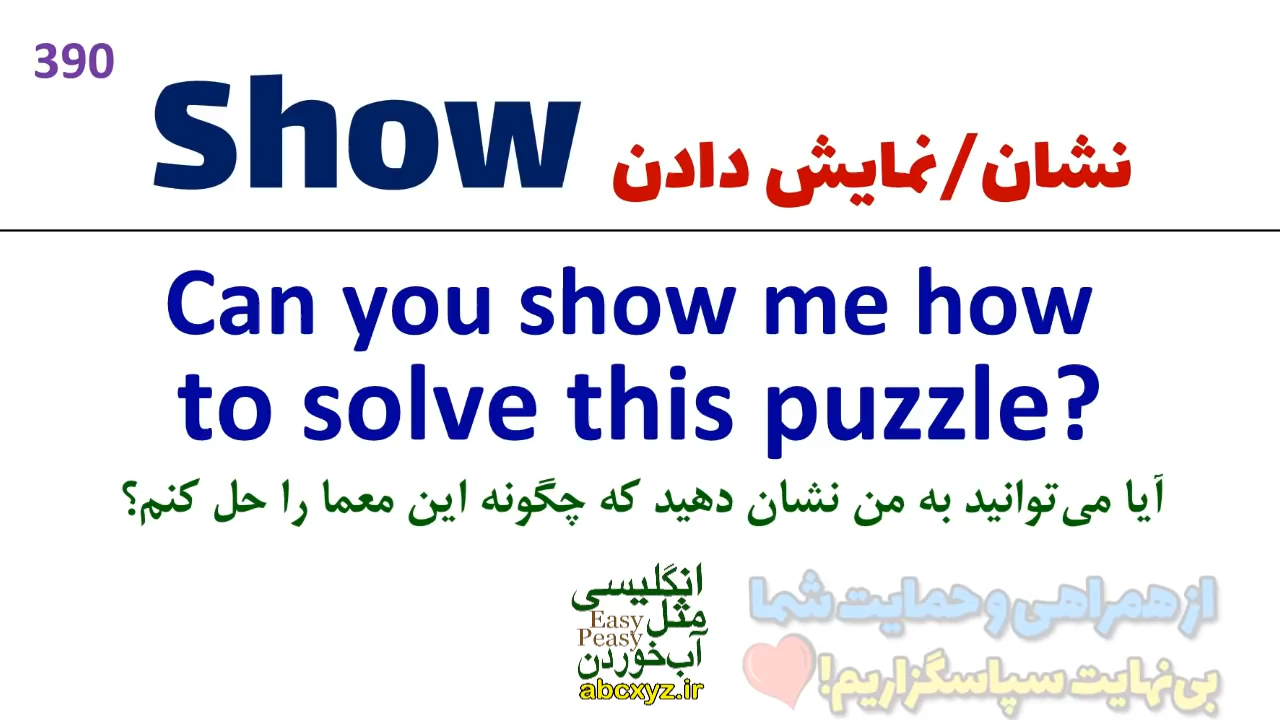 390
Show نشان/نمایش دادن
Can you show me how
to solve this puzzle?
آیا می‌توانید به من نشان دهید که چگونه این معما را حل کنم؟
انگلیسی
مثل
Easy
Peasy
آب‌خوردن
abcxyz.ir
از همراهی و حمایت شما
بی‌نهایت سپاسگزاریم!